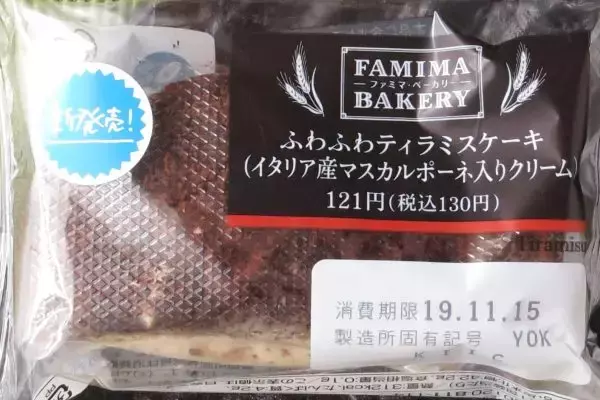 FAMIMA
ファミマ・ベーカリー
BAKERY
新発売!
ふわふわティラミスケーキ
(イタリア産マスカルポーネ入りクリーム)
121円(税込130円)
Tiramisu
消費期限 19.11.15
製造所固有記号 YOK